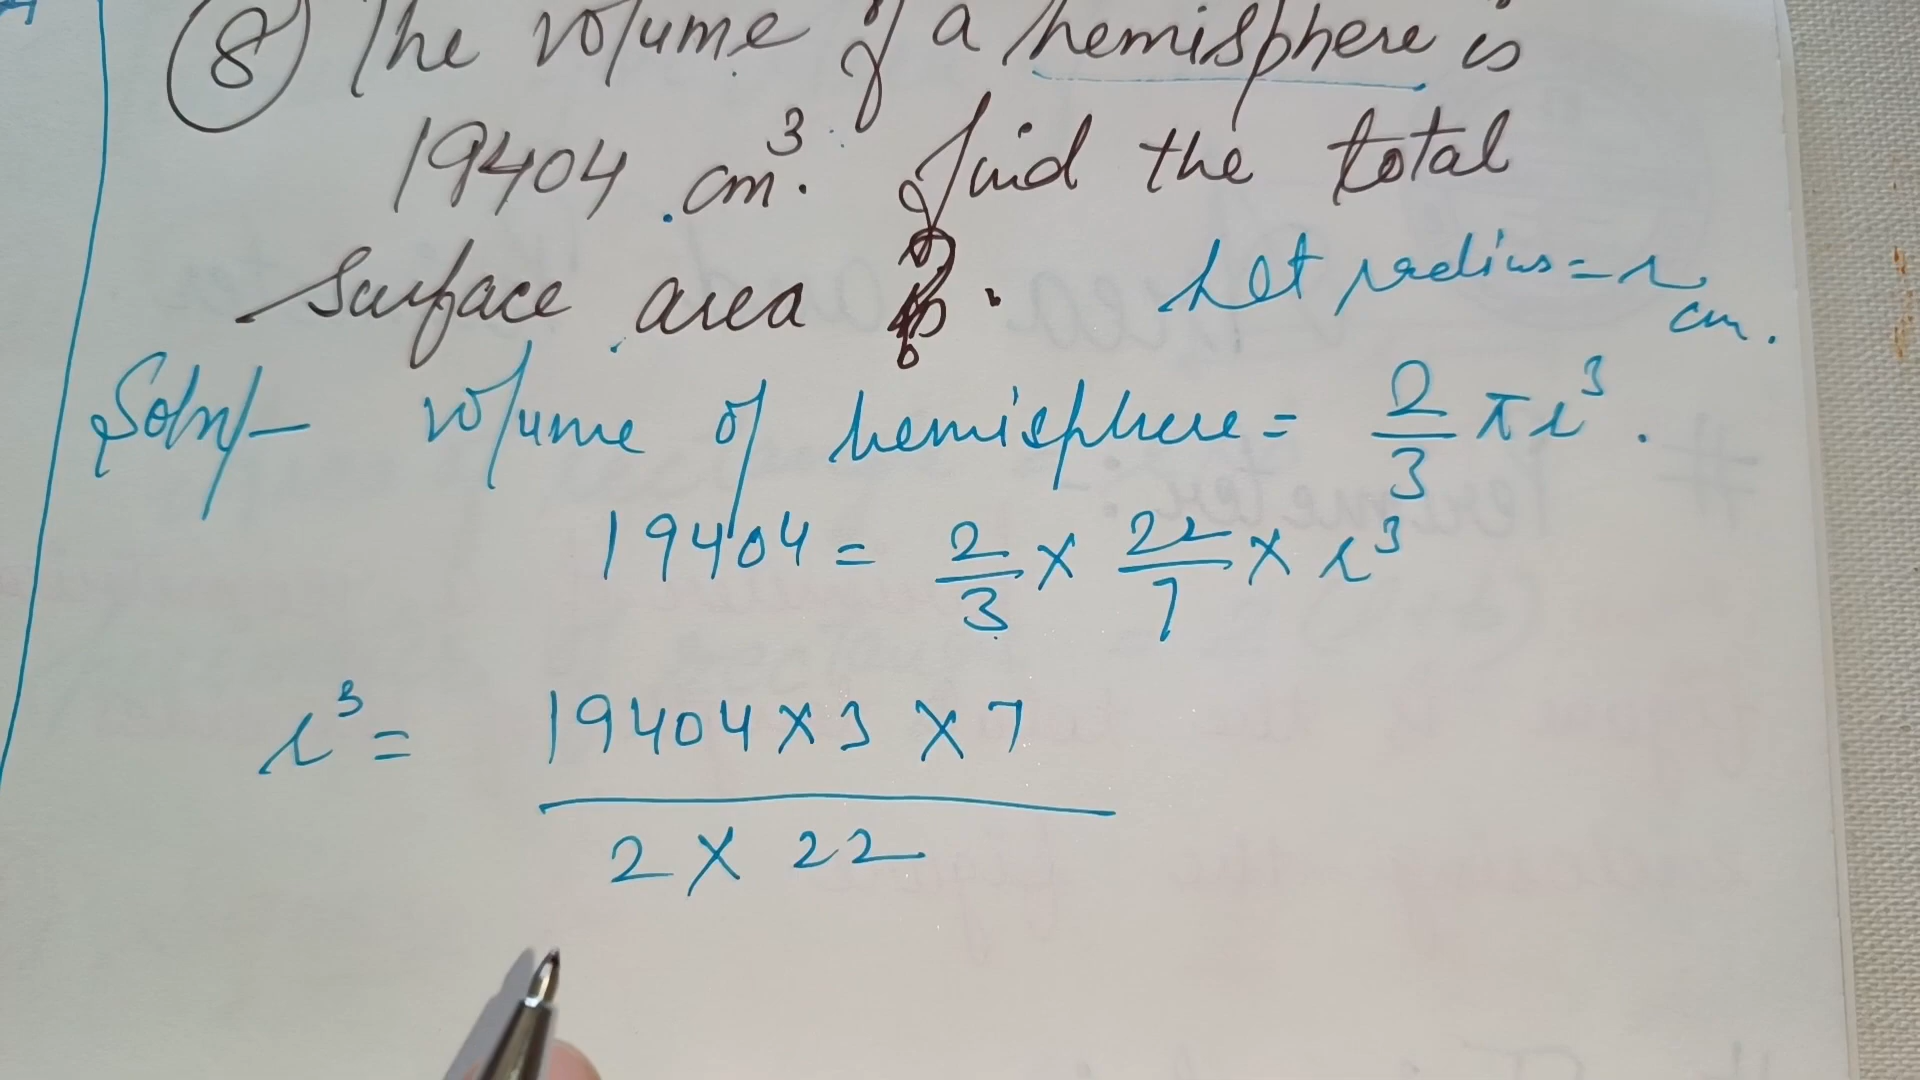 8 The volume of a hemisphere is
19404 cm³. find the total
Surface area .
Let radius = r cm.
Soln/- volume of hemisphere = 2/3 πr³.
19404 = 2/3 × 22/7 × r³
r³ = 19404 × 3 × 7 / 2 × 22